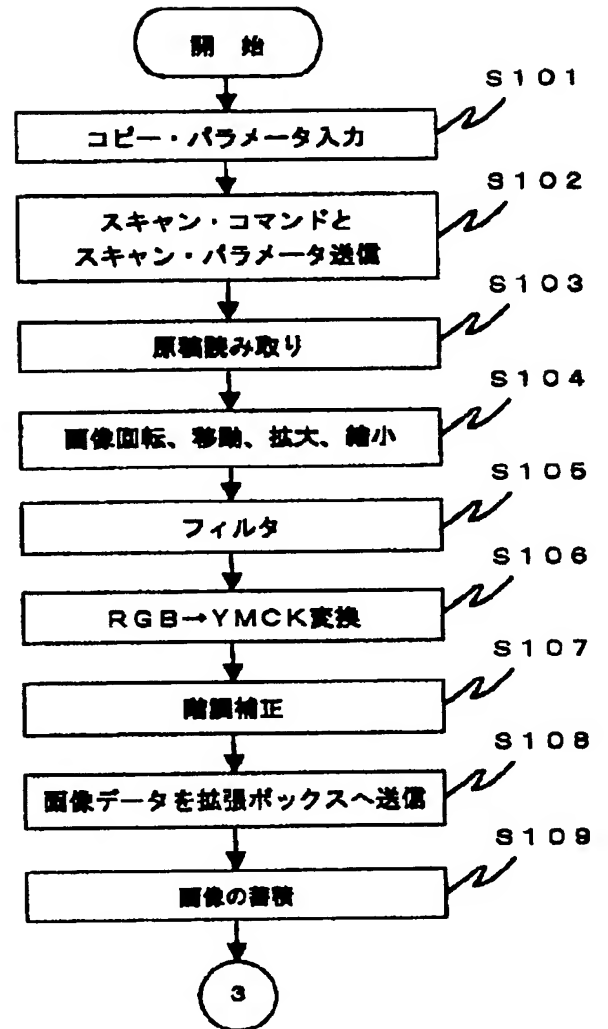 開 始
S101
コピー・パラメータ入力
S102
スキャン・コマンドと
スキャン・パラメータ送信
S103
原稿読み取り
S104
画像回転、移動、拡大、縮小
S105
フィルタ
S106
RGB→YMCK変換
S107
階調補正
S108
画像データを拡張ボックスへ送信
S109
画像の蓄積
3